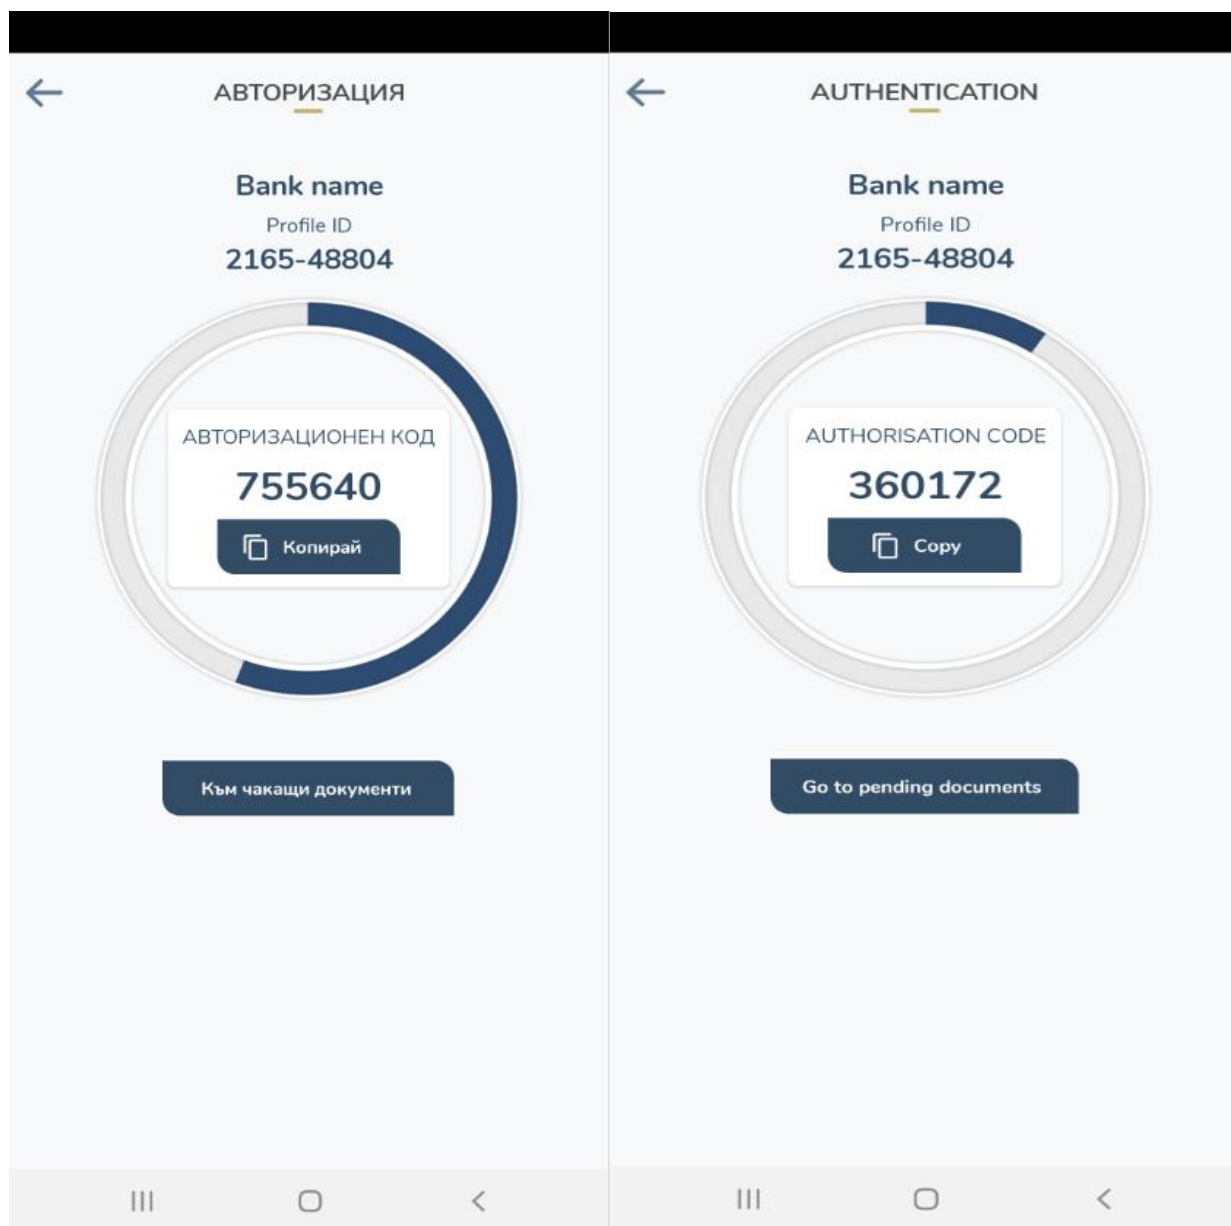 АВТОРИЗАЦИЯ
Bank name
Profile ID
2165-48804
АВТОРИЗАЦИОНЕН КОД
755640
Копирай
Към чакащи документи
AUTHENTICATION
Bank name
Profile ID
2165-48804
AUTHORISATION CODE
360172
Copy
Go to pending documents